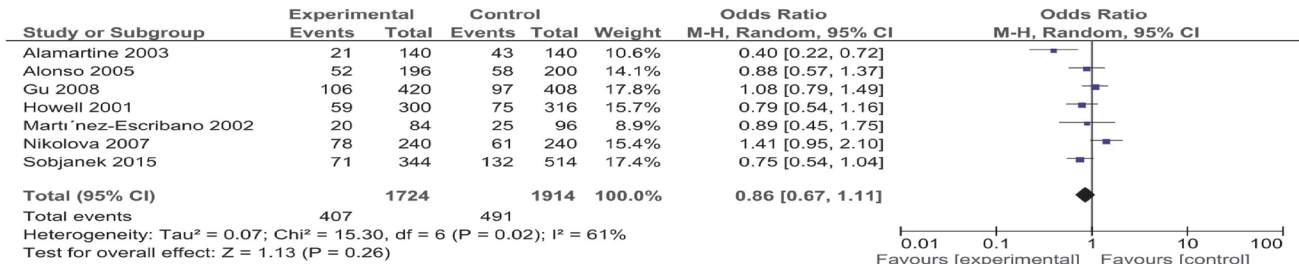 Experimental Control Odds Ratio Odds Ratio
Study or Subgroup Events Total Events Total Weight M-H, Random, 95% CI M-H, Random, 95% CI
Alamartine 2003 21 140 43 140 10.6% 0.40 [0.22, 0.72]
Alonso 2005 52 196 58 200 14.1% 0.88 [0.57, 1.37]
Gu 2008 106 420 97 408 17.8% 1.08 [0.79, 1.49]
Howell 2001 59 300 75 316 15.7% 0.79 [0.54, 1.16]
Martı´nez-Escribano 2002 20 84 25 96 8.9% 0.89 [0.45, 1.75]
Nikolova 2007 78 240 61 240 15.4% 1.41 [0.95, 2.10]
Sobjanek 2015 71 344 132 514 17.4% 0.75 [0.54, 1.04]
Total (95% CI) 1724 1914 100.0% 0.86 [0.67, 1.11]
Total events 407 491
Heterogeneity: Tau² = 0.07; Chi² = 15.30, df = 6 (P = 0.02); I² = 61%
Test for overall effect: Z = 1.13 (P = 0.26)
0.01 0.1 1 10 100
Favours [experimental] Favours [control]